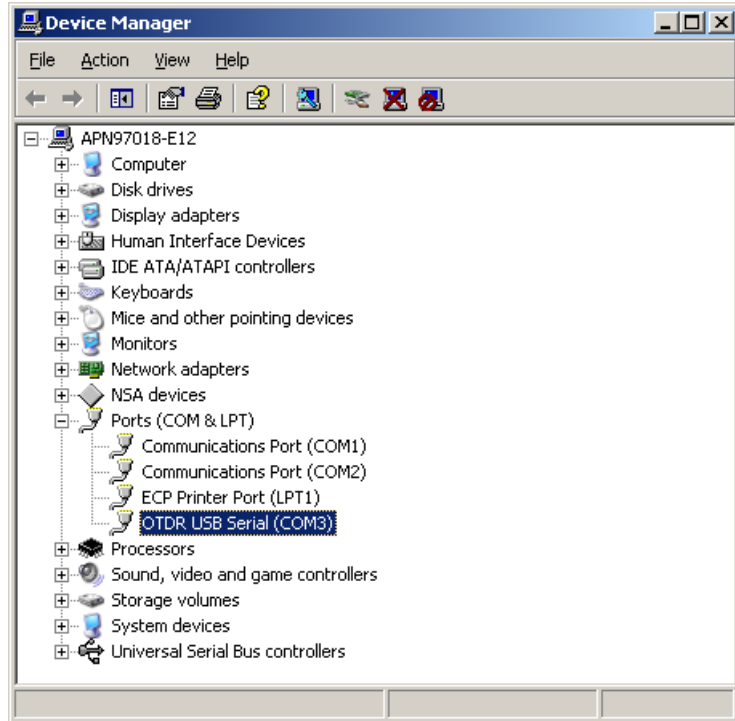 Device Manager
File Action View Help
APN97018-E12
Computer
Disk drives
Display adapters
Human Interface Devices
IDE ATA/ATAPI controllers
Keyboards
Mice and other pointing devices
Monitors
Network adapters
NSA devices
Ports (COM & LPT)
Communications Port (COM1)
Communications Port (COM2)
ECP Printer Port (LPT1)
OTDR USB Serial (COM3)
Processors
Sound, video and game controllers
Storage volumes
System devices
Universal Serial Bus controllers